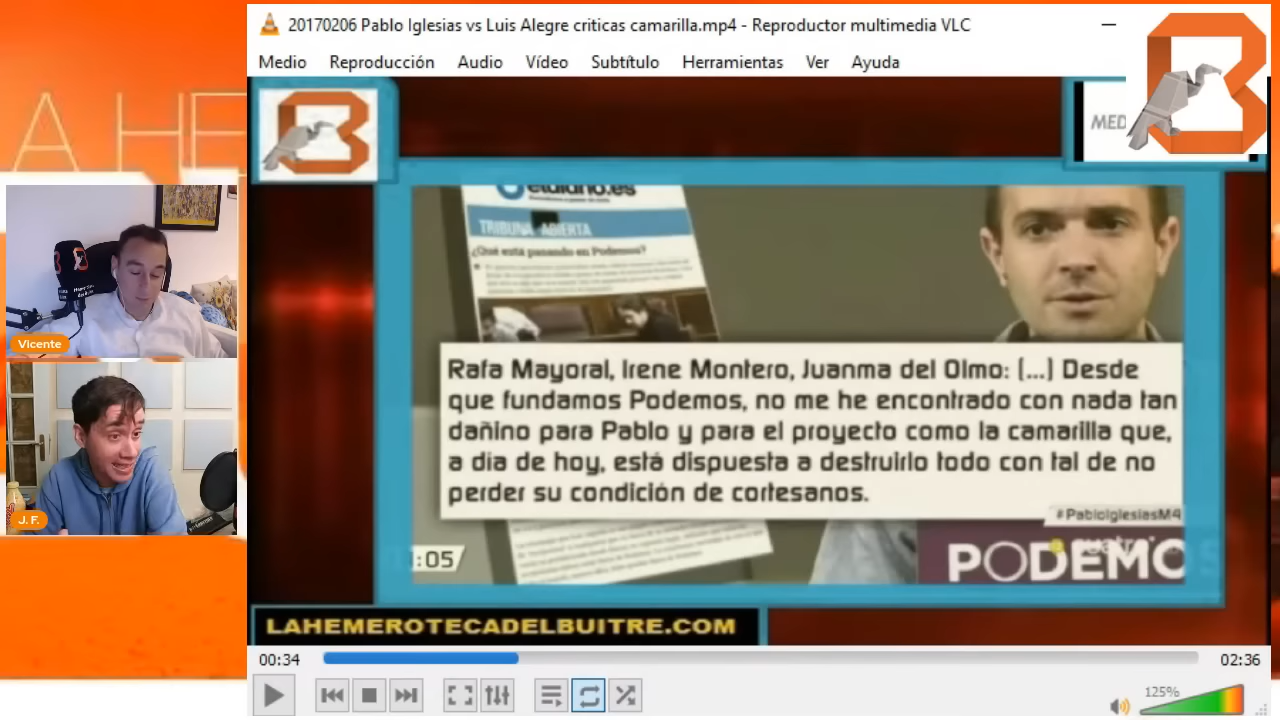 20170206 Pablo Iglesias vs Luis Alegre criticas camarilla.mp4 - Reproductor multimedia VLC
Medio Reproducción Audio Vídeo Subtítulo Herramientas Ver Ayuda
A HE
MED
eldiario.es
TRIBUNA ABIERTA
¿Qué está pasando en Podemos?
Vicente
J. F.
Rafa Mayoral, Irene Montero, Juanma del Olmo: (...) Desde
que fundamos Podemos, no me he encontrado con nada tan
dañino para Pablo y para el proyecto como la camarilla que,
a día de hoy, está dispuesta a destruirlo todo con tal de no
perder su condición de cortesanos.
#PabloIglesiasM4
cuatro
:05
PODEMOS
LAHEMEROTECADELBUITRE.COM
00:34
02:36
125%